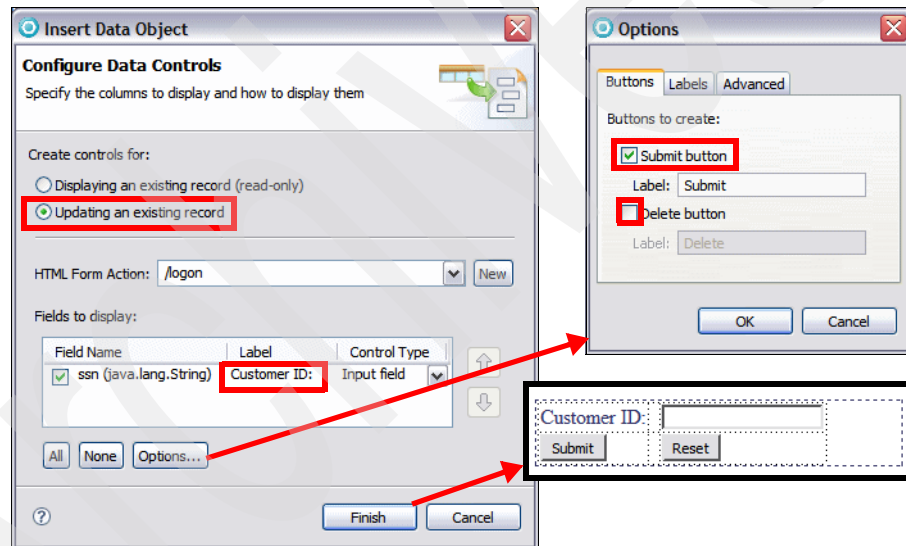 Insert Data Object
Configure Data Controls
Specify the columns to display and how to display them
Create controls for:
Displaying an existing record (read-only)
Updating an existing record
HTML Form Action: /logon New
Fields to display:
Field Name Label Control Type
ssn (java.lang.String) Customer ID: Input field
All None Options...
? Finish Cancel
Options
Buttons Labels Advanced
Buttons to create:
Submit button
Label: Submit
Delete button
Label: Delete
OK Cancel
Customer ID:
Submit Reset